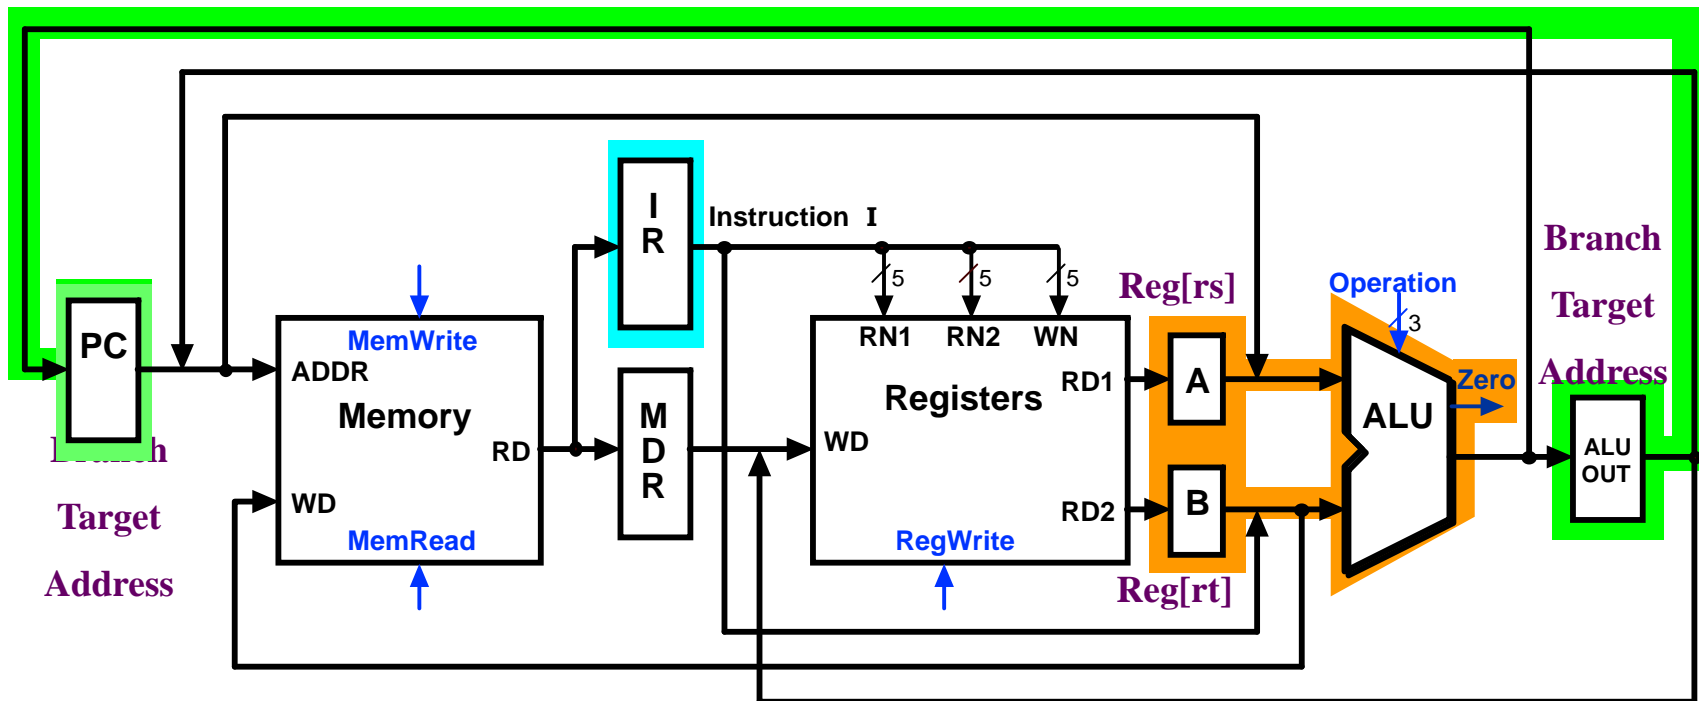 PC
Branch
Target
Address
MemWrite
ADDR
Memory
RD
WD
MemRead
I
R
Instruction I
M
D
R
5
5
5
RN1
RN2
WN
Registers
RD1
WD
RD2
RegWrite
Reg[rs]
A
B
Reg[rt]
Operation
3
Zero
ALU
Branch
Target
Address
ALU
OUT